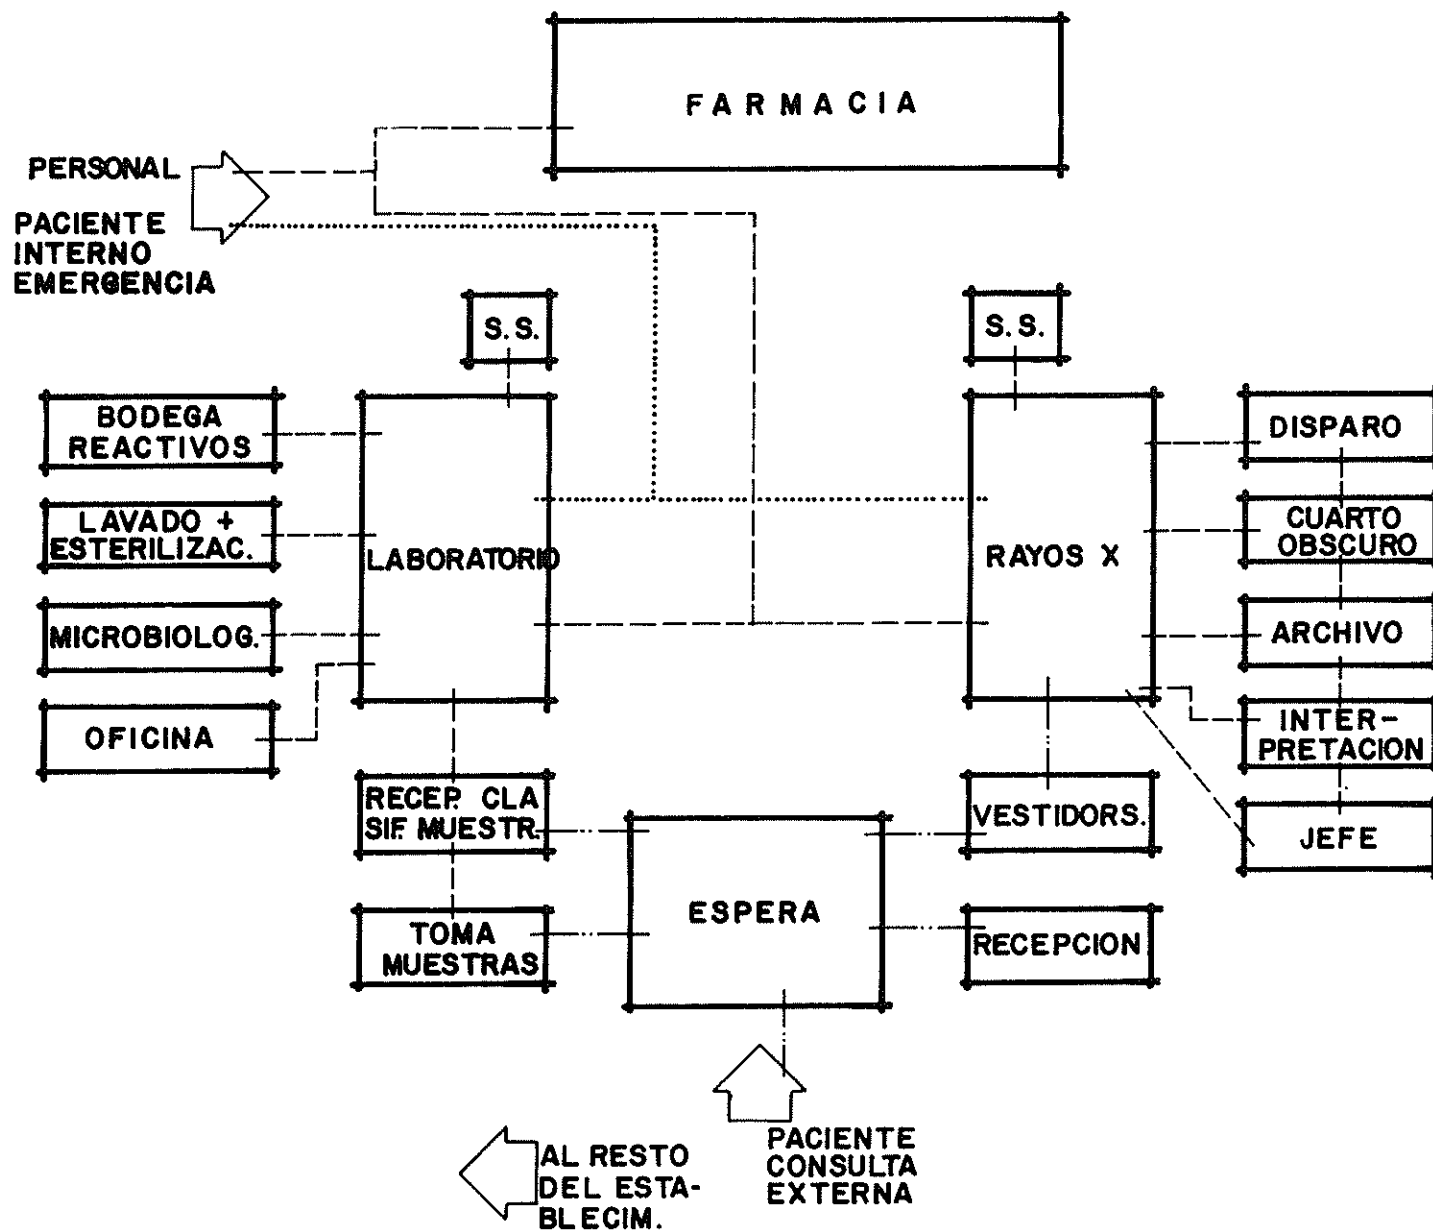 FARMACIA
PERSONAL
PACIENTE
INTERNO
EMERGENCIA
S.S.
S.S.
BODEGA
REACTIVOS
LAVADO +
ESTERILIZAC.
MICROBIOLOG.
OFICINA
LABORATORIO
RAYOS X
DISPARO
CUARTO
OBSCURO
ARCHIVO
INTER-
PRETACION
JEFE
RECEP. CLA
SIF. MUESTR.
TOMA
MUESTRAS
ESPERA
VESTIDORS.
RECEPCION
PACIENTE
CONSULTA
EXTERNA
AL RESTO
DEL ESTA-
BLECIM.